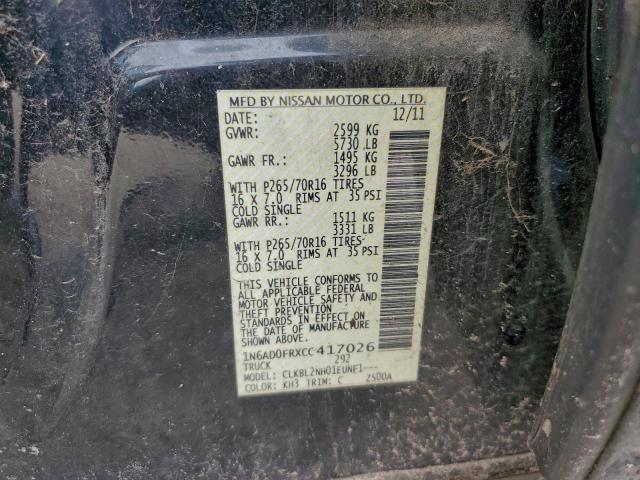 MFD BY NISSAN MOTOR CO., LTD.
DATE: 12/11
GVWR: 2599 KG
5730 LB
GAWR FR.: 1495 KG
3296 LB
WITH P265/70R16 TIRES
16 X 7.0 RIMS AT 35 PSI
COLD SINGLE
GAWR RR.: 1511 KG
3331 LB
WITH P265/70R16 TIRES
16 X 7.0 RIMS AT 35 PSI
COLD SINGLE
THIS VEHICLE CONFORMS TO
ALL APPLICABLE FEDERAL
MOTOR VEHICLE SAFETY AND
THEFT PREVENTION
STANDARDS IN EFFECT ON THE
DATE OF MANUFACTURE
SHOWN ABOVE.
1N6AD0FRXCC417026
TRUCK 292
MODEL: CLKBL2NH01EUNF1---
COLOR: KH3 TRIM: C 2S00A